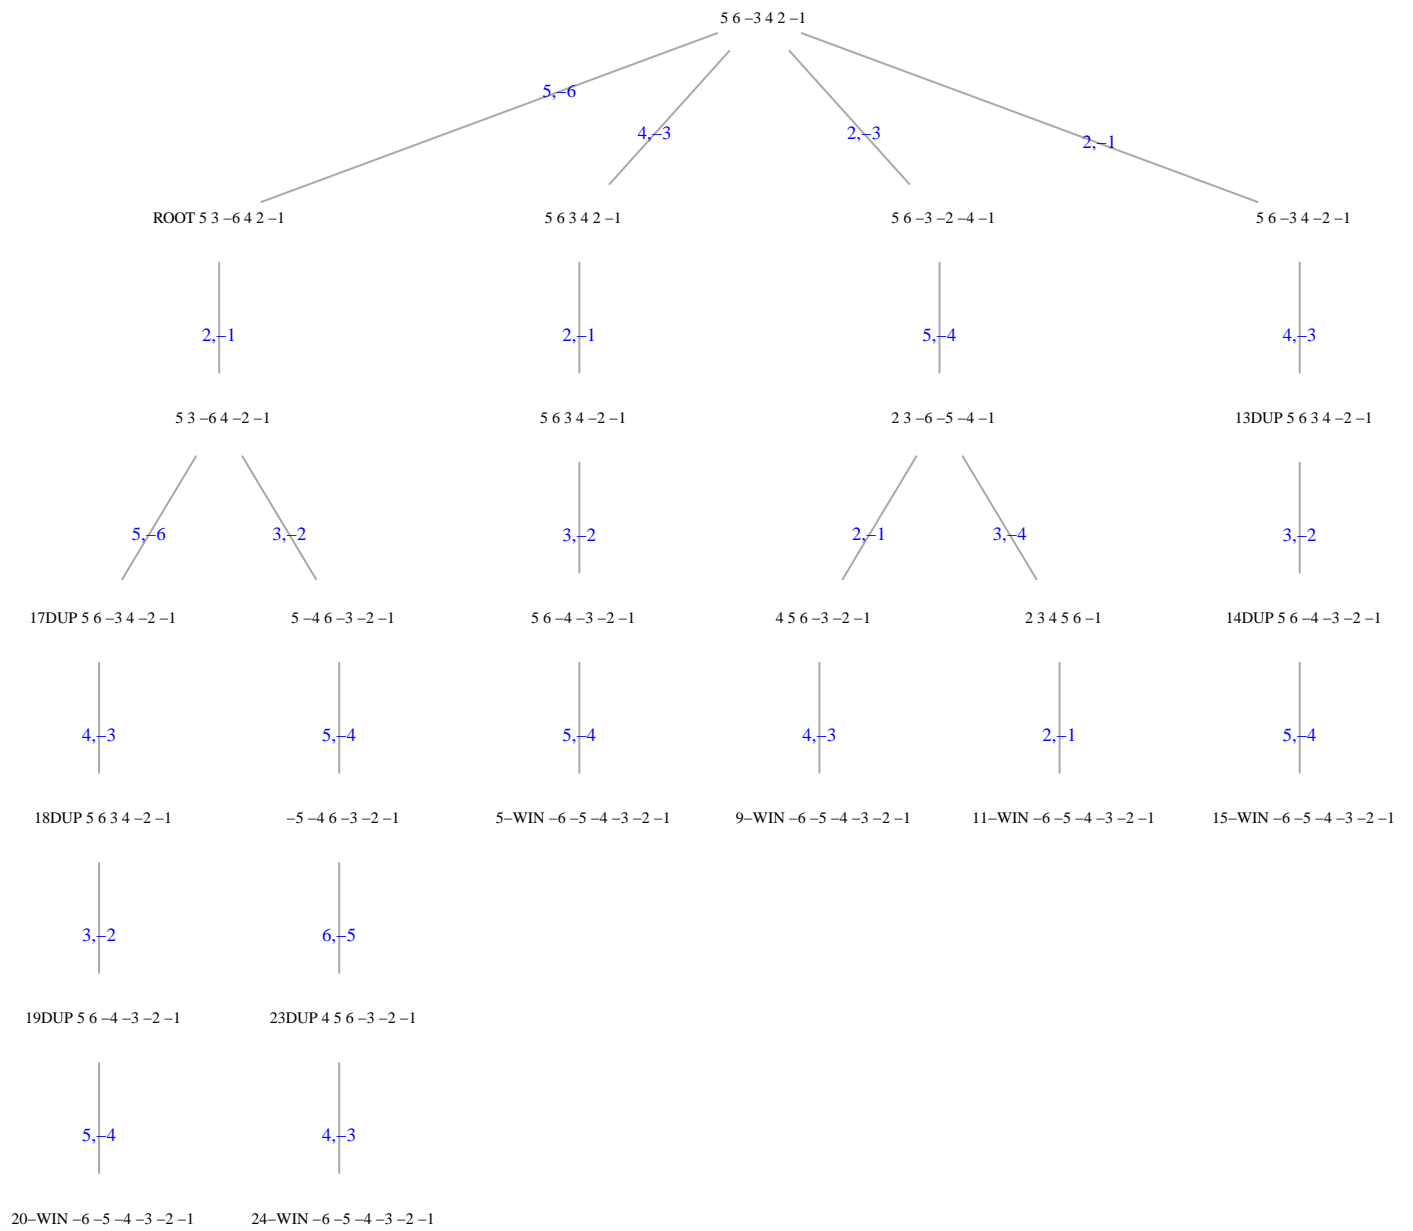 5 6 –3 4 2 –1
5,–6
4,–3
2,–3
2,–1
ROOT 5 3 –6 4 2 –1
5 6 3 4 2 –1
5 6 –3 –2 –4 –1
5 6 –3 4 –2 –1
2,–1
2,–1
5,–4
4,–3
5 3 –6 4 –2 –1
5 6 3 4 –2 –1
2 3 –6 –5 –4 –1
13DUP 5 6 3 4 –2 –1
5,–6
3,–2
3,–2
2,–1
3,–4
3,–2
17DUP 5 6 –3 4 –2 –1
5 –4 6 –3 –2 –1
5 6 –4 –3 –2 –1
4 5 6 –3 –2 –1
2 3 4 5 6 –1
14DUP 5 6 –4 –3 –2 –1
4,–3
5,–4
5,–4
4,–3
2,–1
5,–4
18DUP 5 6 3 4 –2 –1
–5 –4 6 –3 –2 –1
5–WIN –6 –5 –4 –3 –2 –1
9–WIN –6 –5 –4 –3 –2 –1
11–WIN –6 –5 –4 –3 –2 –1
15–WIN –6 –5 –4 –3 –2 –1
3,–2
6,–5
19DUP 5 6 –4 –3 –2 –1
23DUP 4 5 6 –3 –2 –1
5,–4
4,–3
20–WIN –6 –5 –4 –3 –2 –1
24–WIN –6 –5 –4 –3 –2 –1